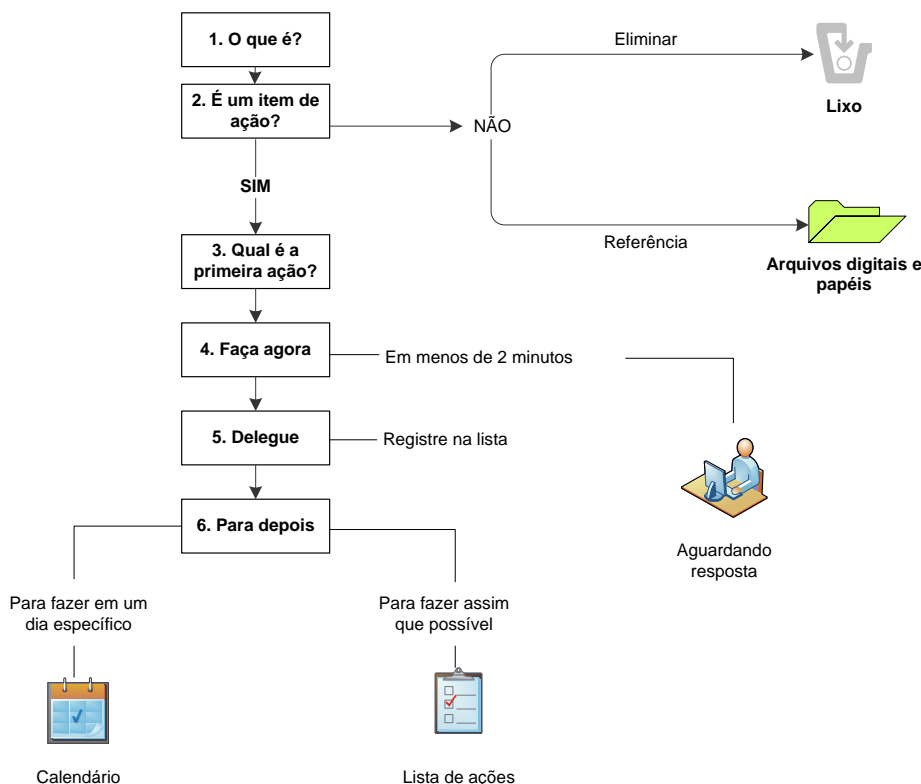 1. O que é?
Eliminar
2. É um item de
ação?
NÃO
Lixo
SIM
Referência
3. Qual é a
primeira ação?
Arquivos digitais e
papéis
4. Faça agora
Em menos de 2 minutos
5. Delegue
Registre na lista
6. Para depois
Aguardando
resposta
Para fazer em um
dia específico
Para fazer assim
que possível
Calendário
Lista de ações